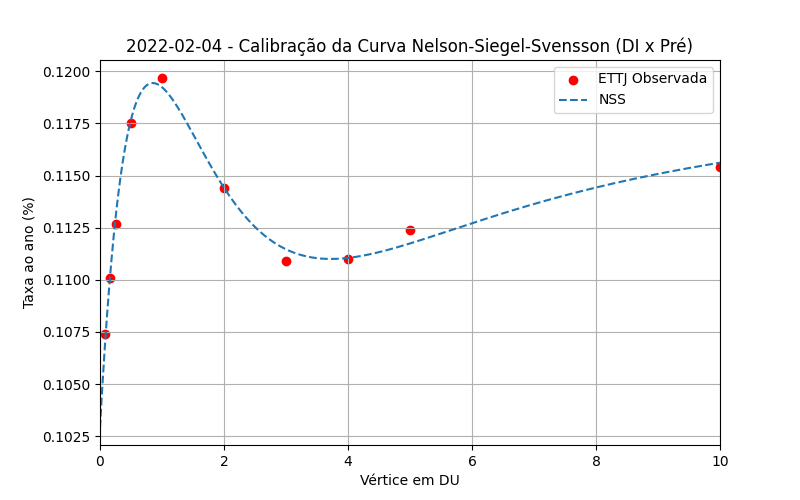 2022-02-04 - Calibração da Curva Nelson-Siegel-Svensson (DI x Pré)
ETTJ Observada
NSS
Taxa ao ano (%)
0.1200
0.1175
0.1150
0.1125
0.1100
0.1075
0.1050
0.1025
0 2 4 6 8 10
Vértice em DU